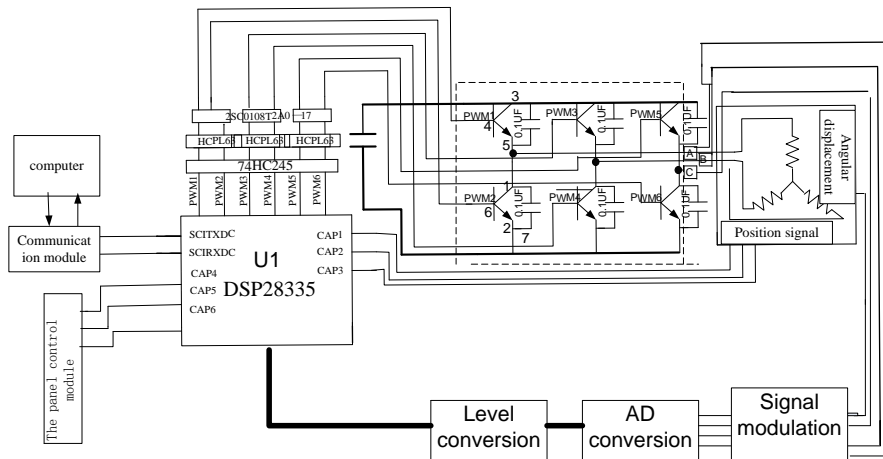 2SC0108T2A0—17
HCPL63
HCPL63
HCPL63
74HC245
PWM1
PWM2
PWM3
PWM4
PWM5
PWM6
computer
Communicat
ion module
The panel control
module
SCITXDC
SCIRXDC
CAP4
CAP5
CAP6
CAP1
CAP2
CAP3
U1
DSP28335
PWM1
4
3
5
0.1UF
PWM3
0.1UF
PWM5
0.1UF
PWM2
6
1
2
7
0.1UF
PWM4
0.1UF
PWM6
0.1UF
A
B
C
Angular
displacement
Position signal
Level
conversion
AD
conversion
Signal
modulation